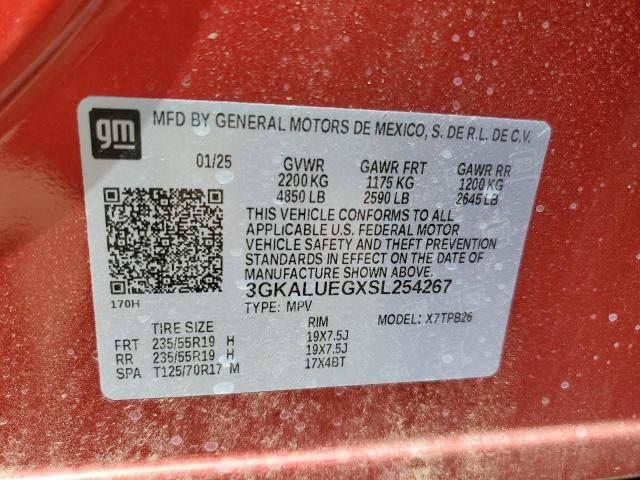 gm
MFD BY GENERAL MOTORS DE MEXICO, S. DE R.L. DE C.V.
01/25 GVWR GAWR FRT GAWR RR
2200 KG 1175 KG 1200 KG
4850 LB 2590 LB 2645 LB
THIS VEHICLE CONFORMS TO ALL
APPLICABLE U.S. FEDERAL MOTOR
VEHICLE SAFETY AND THEFT PREVENTION
STANDARDS IN EFFECT ON THE DATE OF
MANUFACTURE SHOWN ABOVE.
170H 3GKALUEGXSL254267
TYPE: MPV MODEL: X7TPB26
TIRE SIZE RIM
FRT 235/55R19 H 19X7.5J
RR 235/55R19 H 19X7.5J
SPA T125/70R17 M 17X4BT